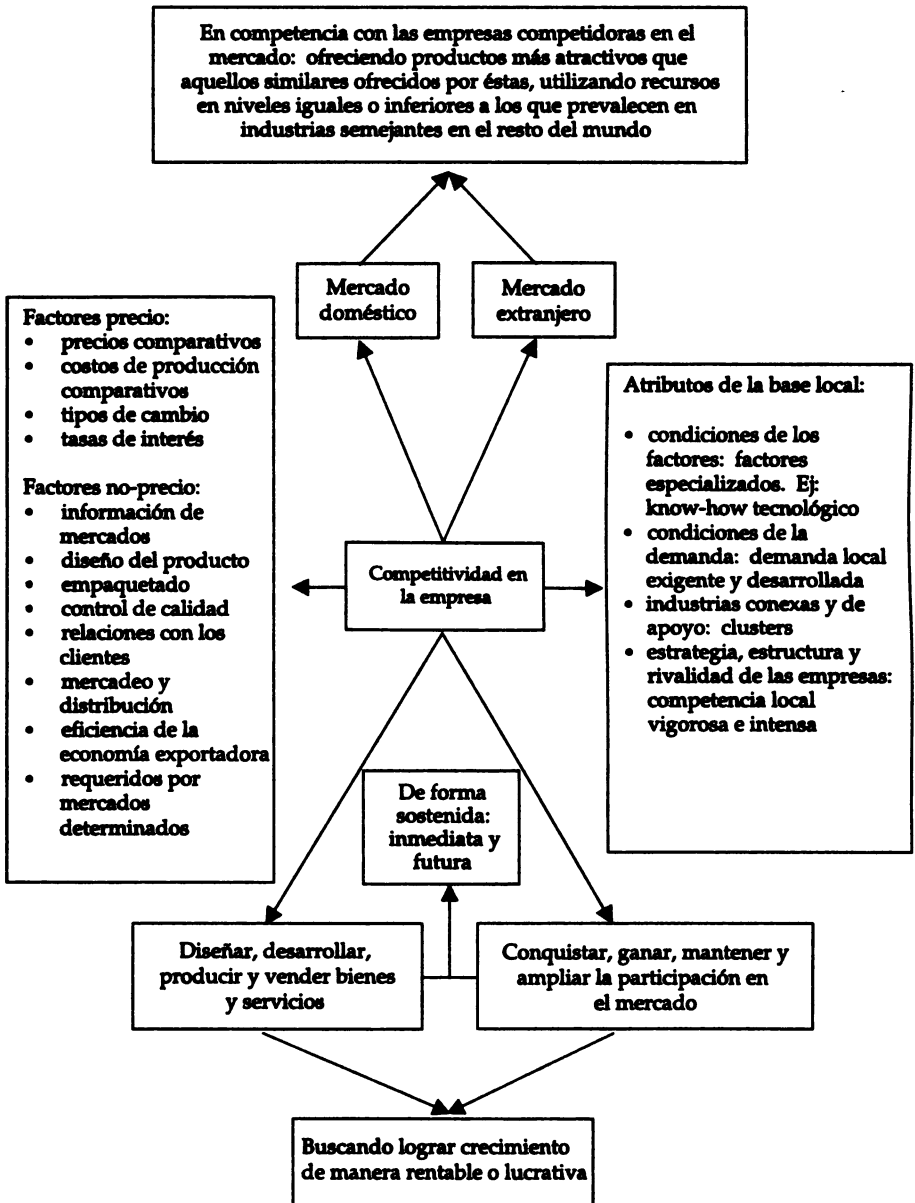 En competencia con las empresas competidoras en el
mercado: ofreciendo productos más atractivos que
aquellos similares ofrecidos por éstas, utilizando recursos
en niveles iguales o inferiores a los que prevalecen en
industrias semejantes en el resto del mundo
Mercado
doméstico
Mercado
extranjero
Factores precio:
• precios comparativos
• costos de producción
comparativos
• tipos de cambio
• tasas de interés
Factores no-precio:
• información de
mercados
• diseño del producto
• empaquetado
• control de calidad
• relaciones con los
clientes
• mercadeo y
distribución
• eficiencia de la
economía exportadora
• requeridos por
mercados
determinados
Competitividad en
la empresa
Atributos de la base local:
• condiciones de los
factores: factores
especializados. Ej:
know-how tecnológico
• condiciones de la
demanda: demanda local
exigente y desarrollada
• industrias conexas y de
apoyo: clusters
• estrategia, estructura y
rivalidad de las empresas:
competencia local
vigorosa e intensa
De forma
sostenida:
inmediata y
futura
Diseñar, desarrollar,
producir y vender bienes
y servicios
Conquistar, ganar, mantener y
ampliar la participación en
el mercado
Buscando lograr crecimiento
de manera rentable o lucrativa